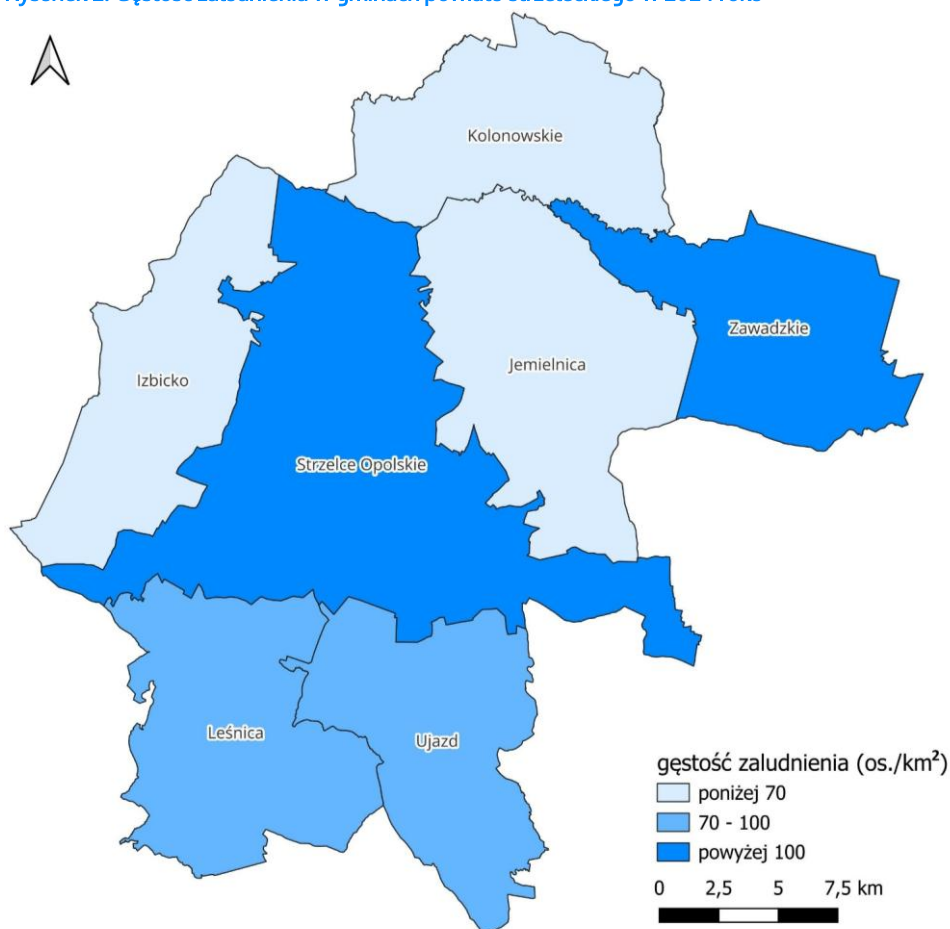 Kolonowskie
Zawadzkie
Jemielnica
Izbicko
Strzelce Opolskie
Leśnica
Ujazd
gęstość zaludnienia (os./km²)
poniżej 70
70 - 100
powyżej 100
0 2,5 5 7,5 km